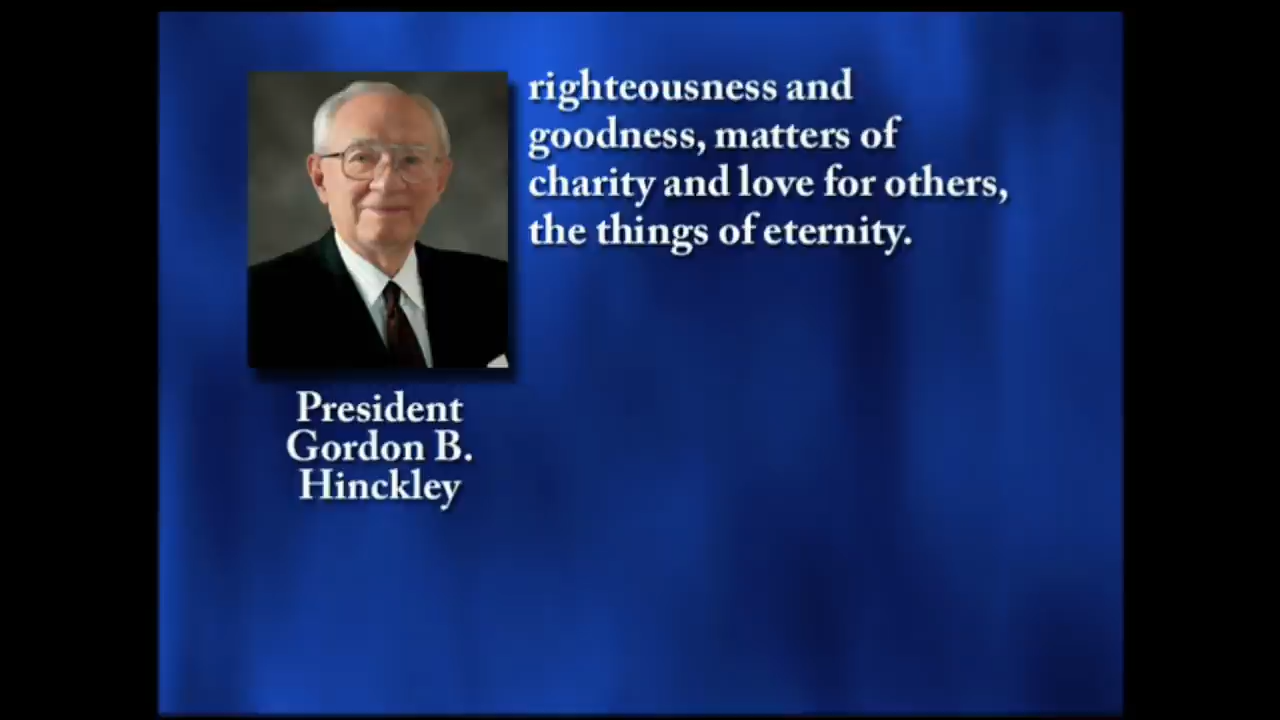 righteousness and
goodness, matters of
charity and love for others,
the things of eternity.
President
Gordon B.
Hinckley